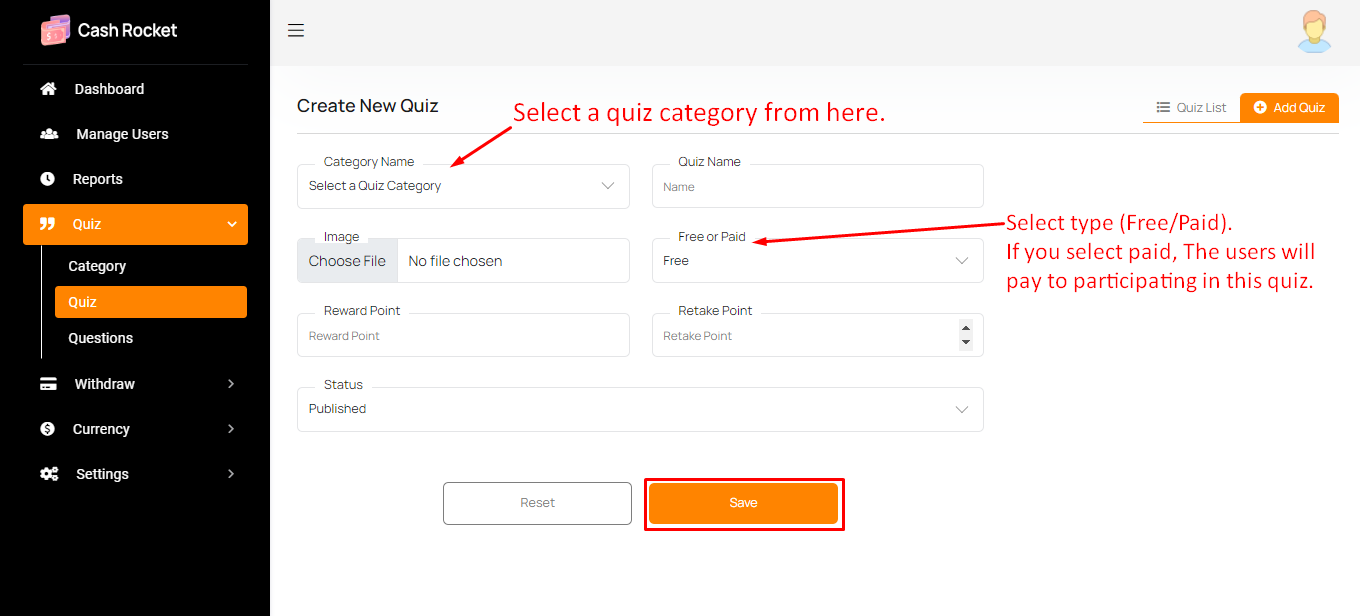 Cash Rocket
Dashboard
Manage Users
Reports
Quiz
Category
Quiz
Questions
Withdraw
Currency
Settings
Create New Quiz
Select a quiz category from here.
Quiz List
Add Quiz
Category Name
Select a Quiz Category
Quiz Name
Name
Image
Choose File No file chosen
Free or Paid
Free
Select type (Free/Paid).
If you select paid, The users will
pay to participating in this quiz.
Reward Point
Reward Point
Retake Point
Retake Point
Status
Published
Reset
Save